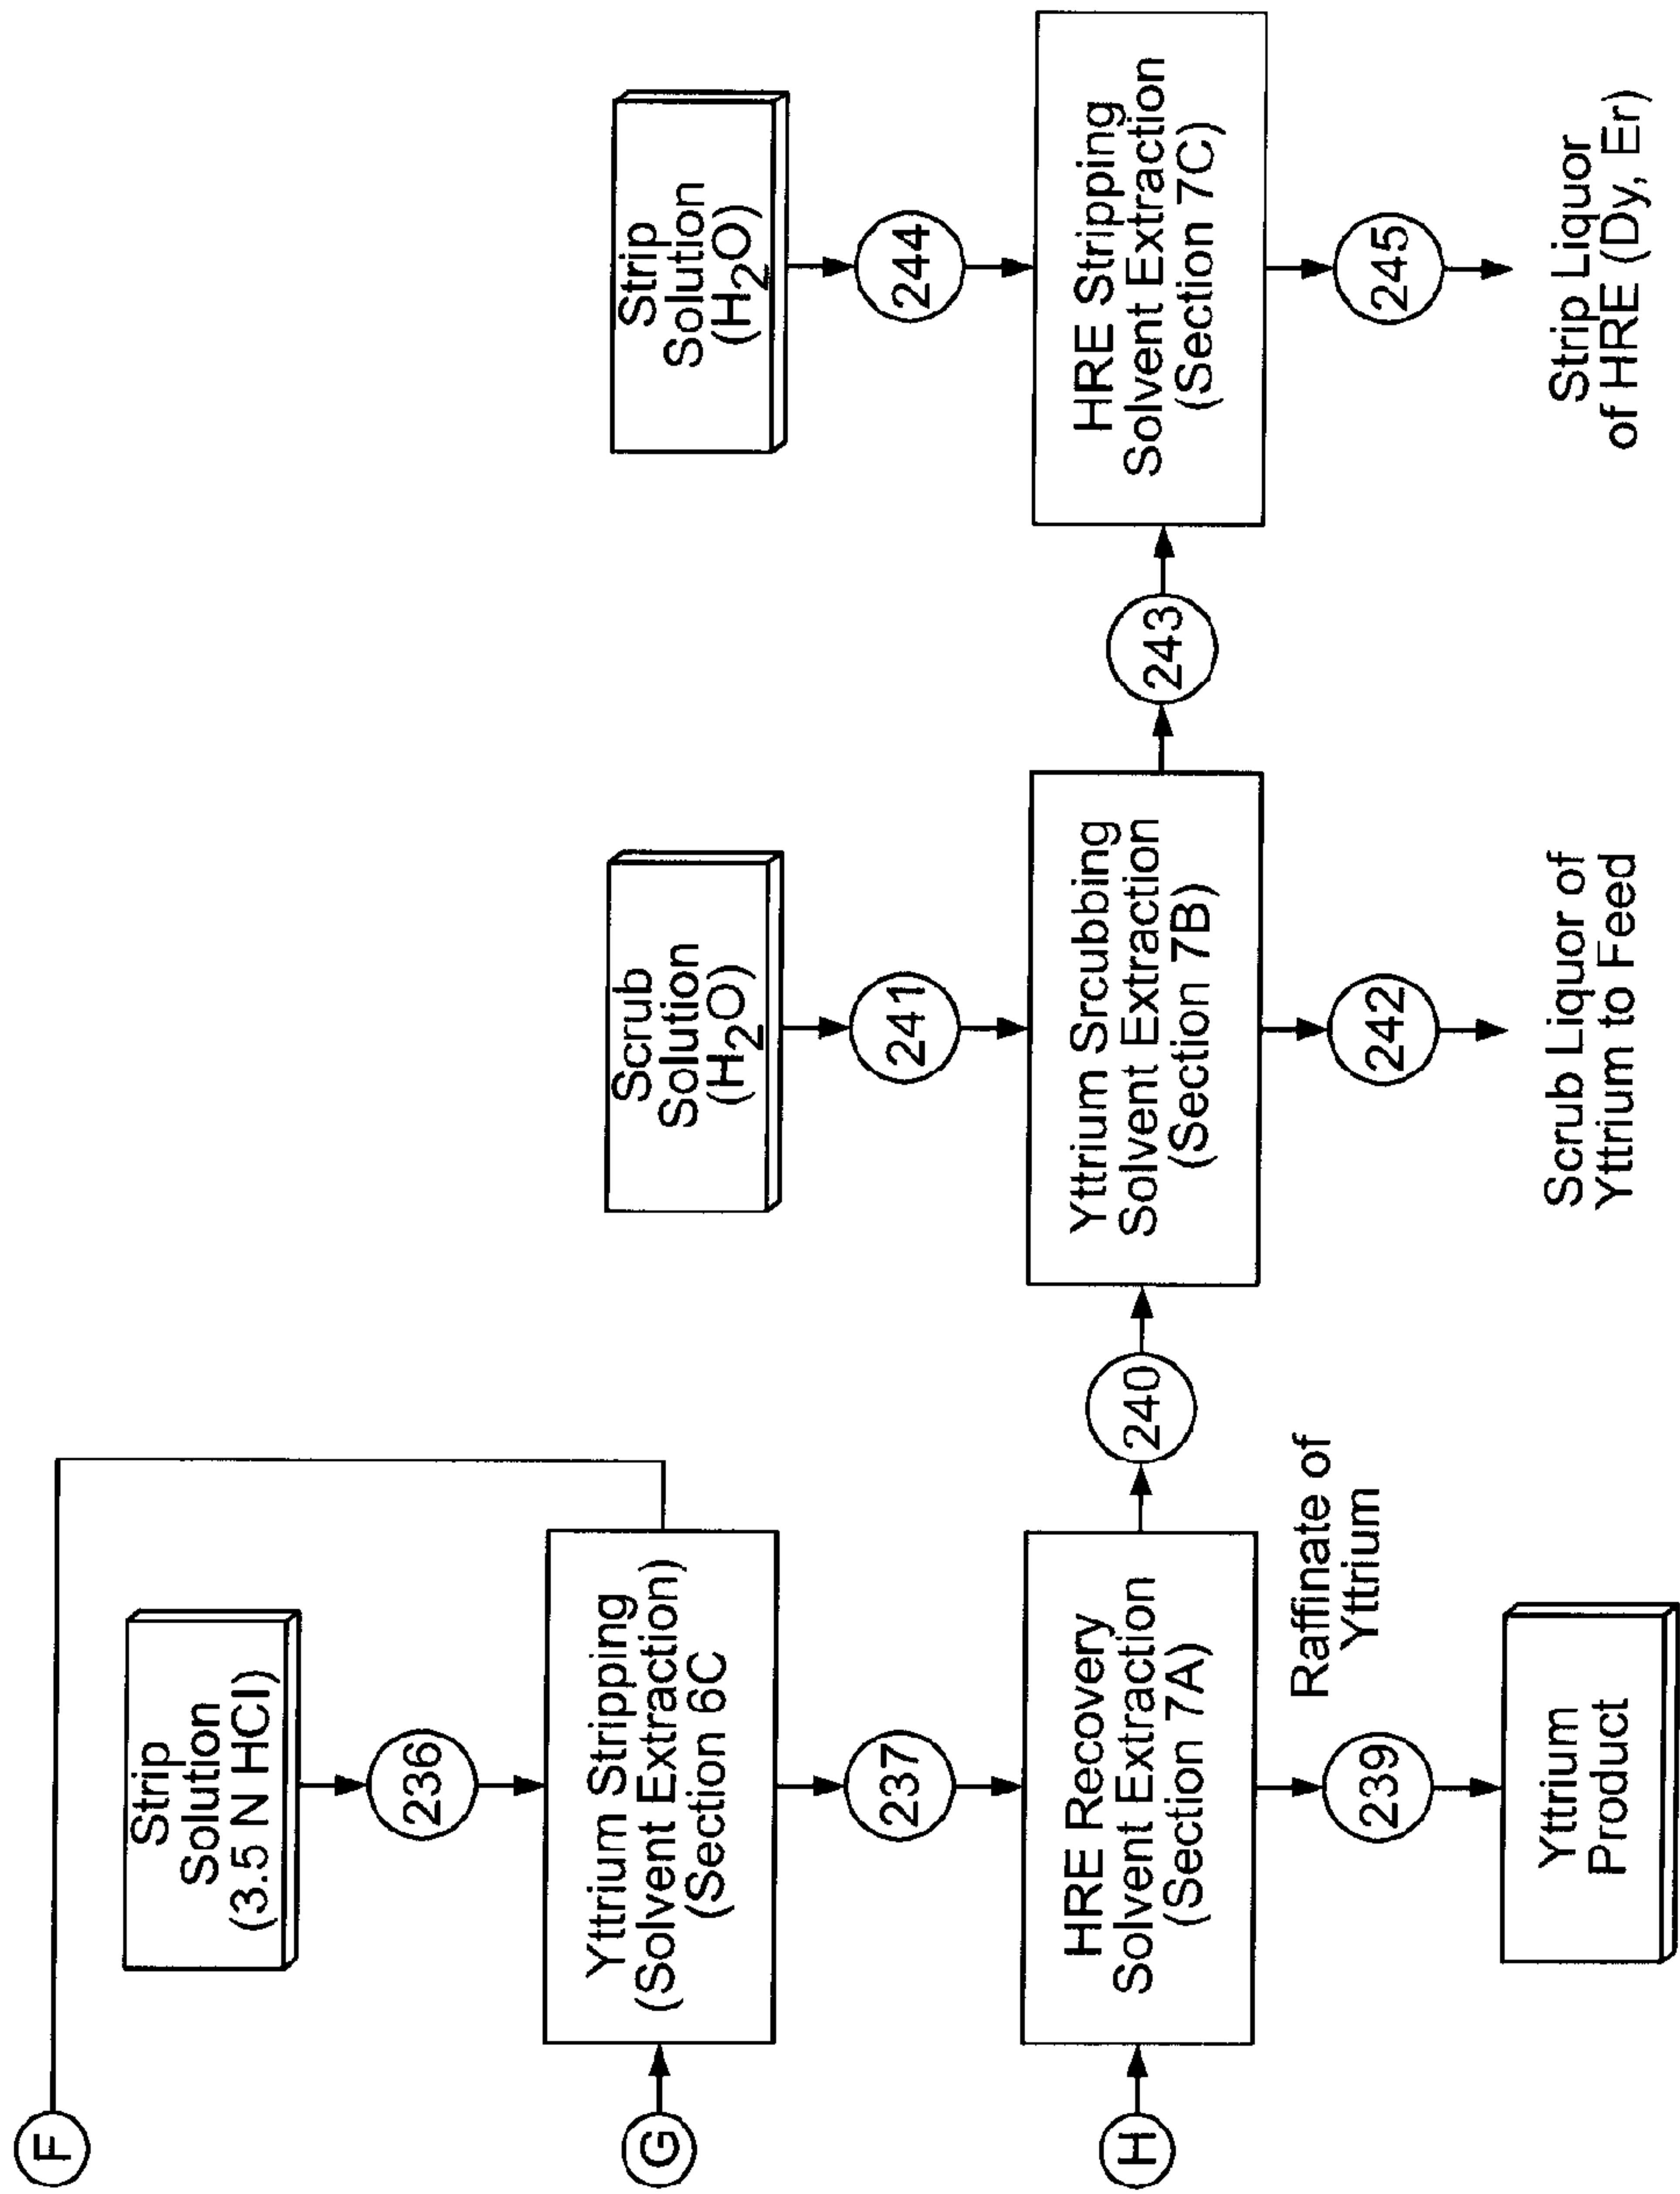 F
Strip
Solution
(3.5 N HCl)
236
G
Yttrium Stripping
(Solvent Extraction)
(Section 6C
237
H
HRE Recovery
Solvent Extraction
(Section 7A)
239
Raffinate of
Yttrium
Yttrium
Product
240
Scrub
Solution
(H2O)
241
Yttrium Srcubbing
Solvent Extraction
(Section 7B)
242
Scrub Liquor of
Yttrium to Feed
243
Strip
Solution
(H2O)
244
HRE Stripping
Solvent Extraction
(Section 7C)
245
Strip Liquor
of HRE (Dy, Er)